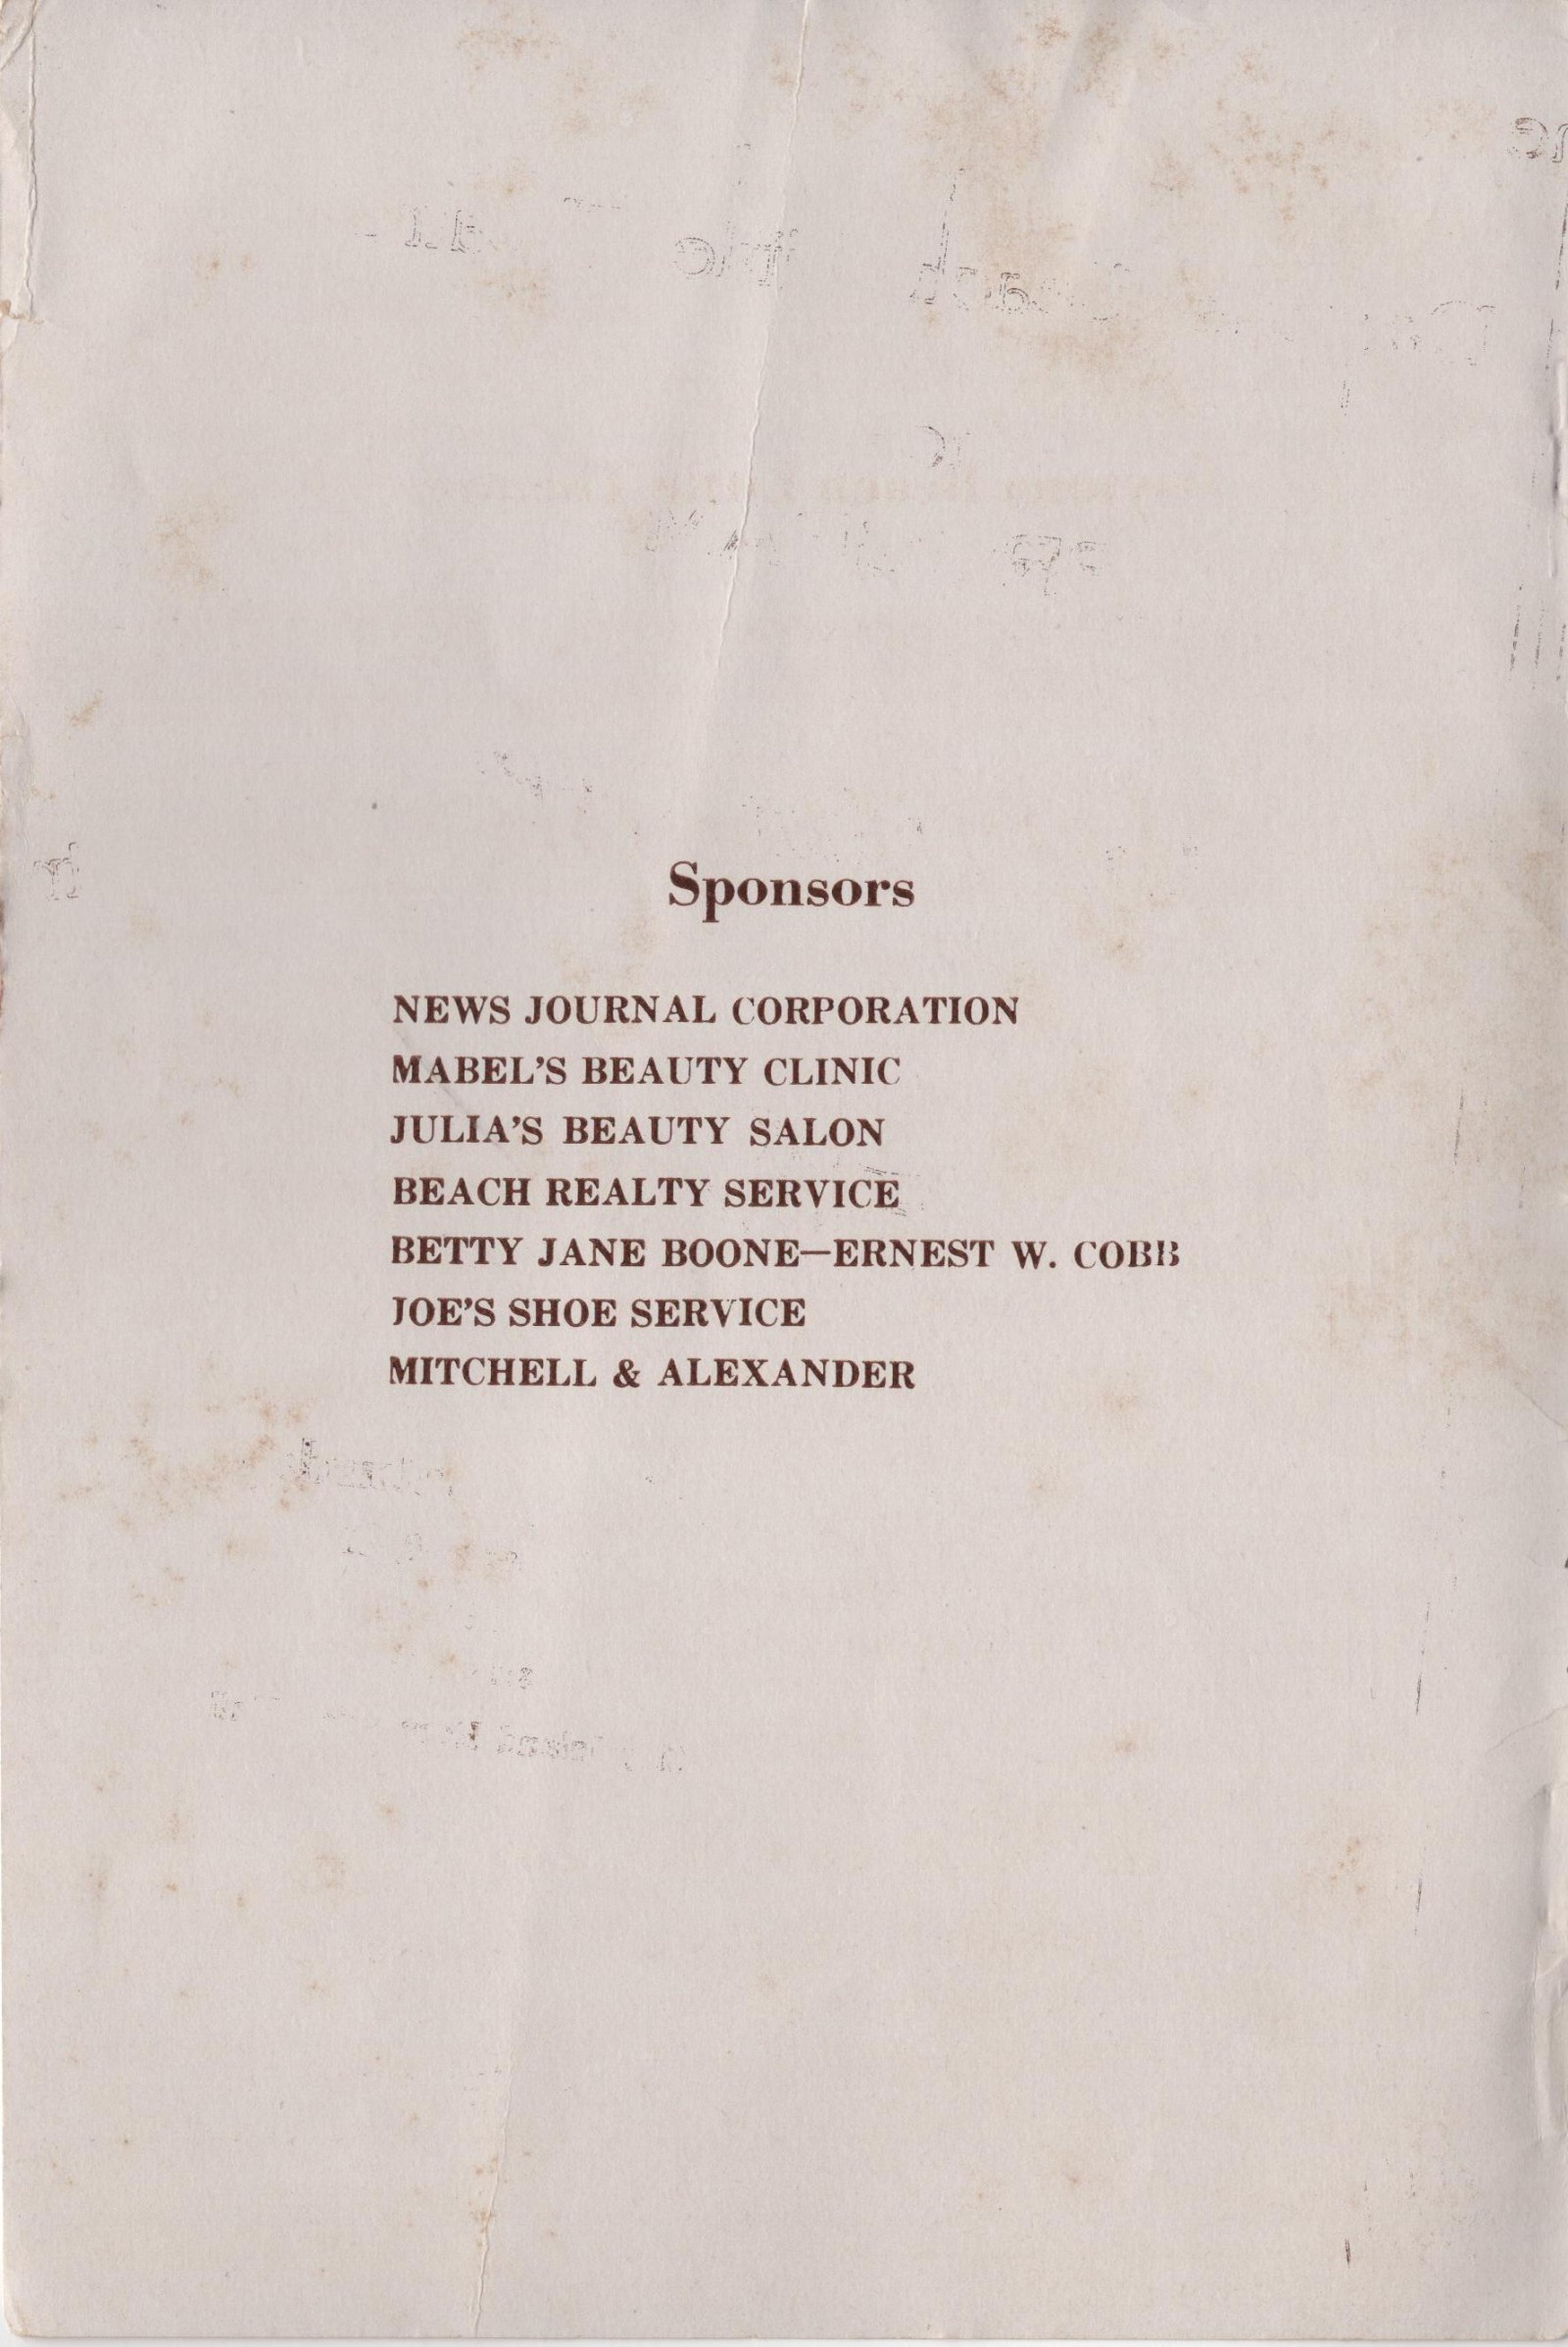 Sponsors
NEWS JOURNAL CORPORATION
MABEL'S BEAUTY CLINIC
JULIA'S BEAUTY SALON
BEACH REALTY SERVICE
BETTY JANE BOONE—ERNEST W. COBB
JOE'S SHOE SERVICE
MITCHELL & ALEXANDER